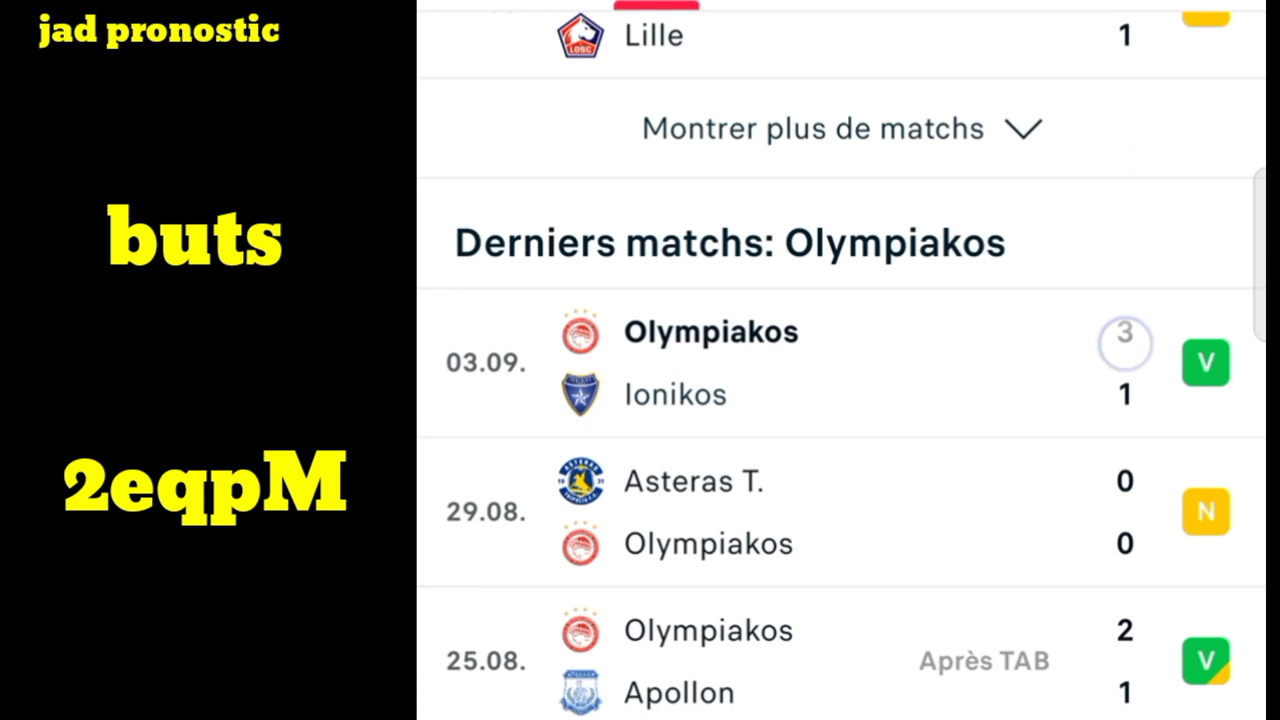 jad pronostic
buts
2eqpM
Lille 1
Montrer plus de matchs
Derniers matchs: Olympiakos
03.09.
Olympiakos 3
Ionikos 1
V
29.08.
Asteras T. 0
Olympiakos 0
N
25.08.
Olympiakos 2
Après TAB
Apollon 1
V